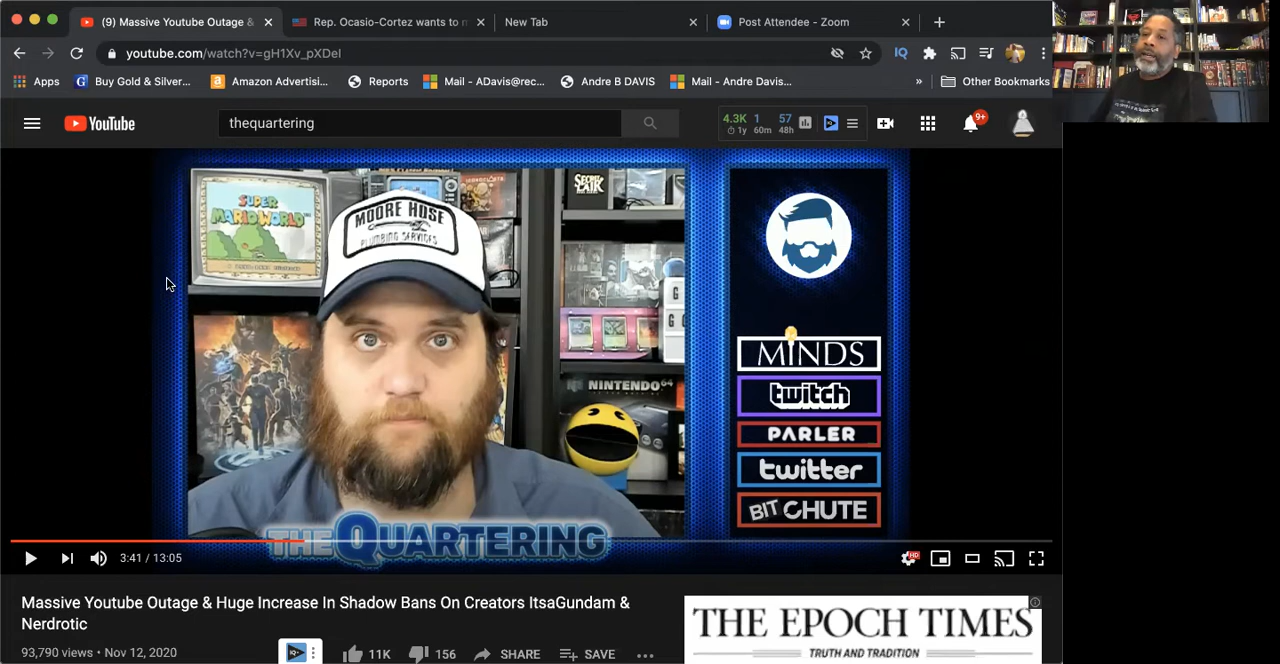 (9) Massive Youtube Outage &
Rep. Ocasio-Cortez wants to m
New Tab
Post Attendee - Zoom
youtube.com/watch?v=gH1Xv_pXDeI
IQ
Apps
Buy Gold & Silver...
Amazon Advertisi...
Reports
Mail - ADavis@rec...
Andre B DAVIS
Mail - Andre Davis...
»
Other Bookmarks
YouTube
thequartering
4.3K 1 57
1y 60m 48h
9+
SUPER
MARIO WORLD
SECRET
LAIR
MOORE HOSE
PLUMBING SERVICES
NINTENDO 64
THEQUARTERING
MINDS
twitch
PARLER
twitter
BIT CHUTE
3:41 / 13:05
HD
Massive Youtube Outage & Huge Increase In Shadow Bans On Creators ItsaGundam &
Nerdrotic
93,790 views • Nov 12, 2020
11K
156
SHARE
SAVE
THE EPOCH TIMES
TRUTH AND TRADITION